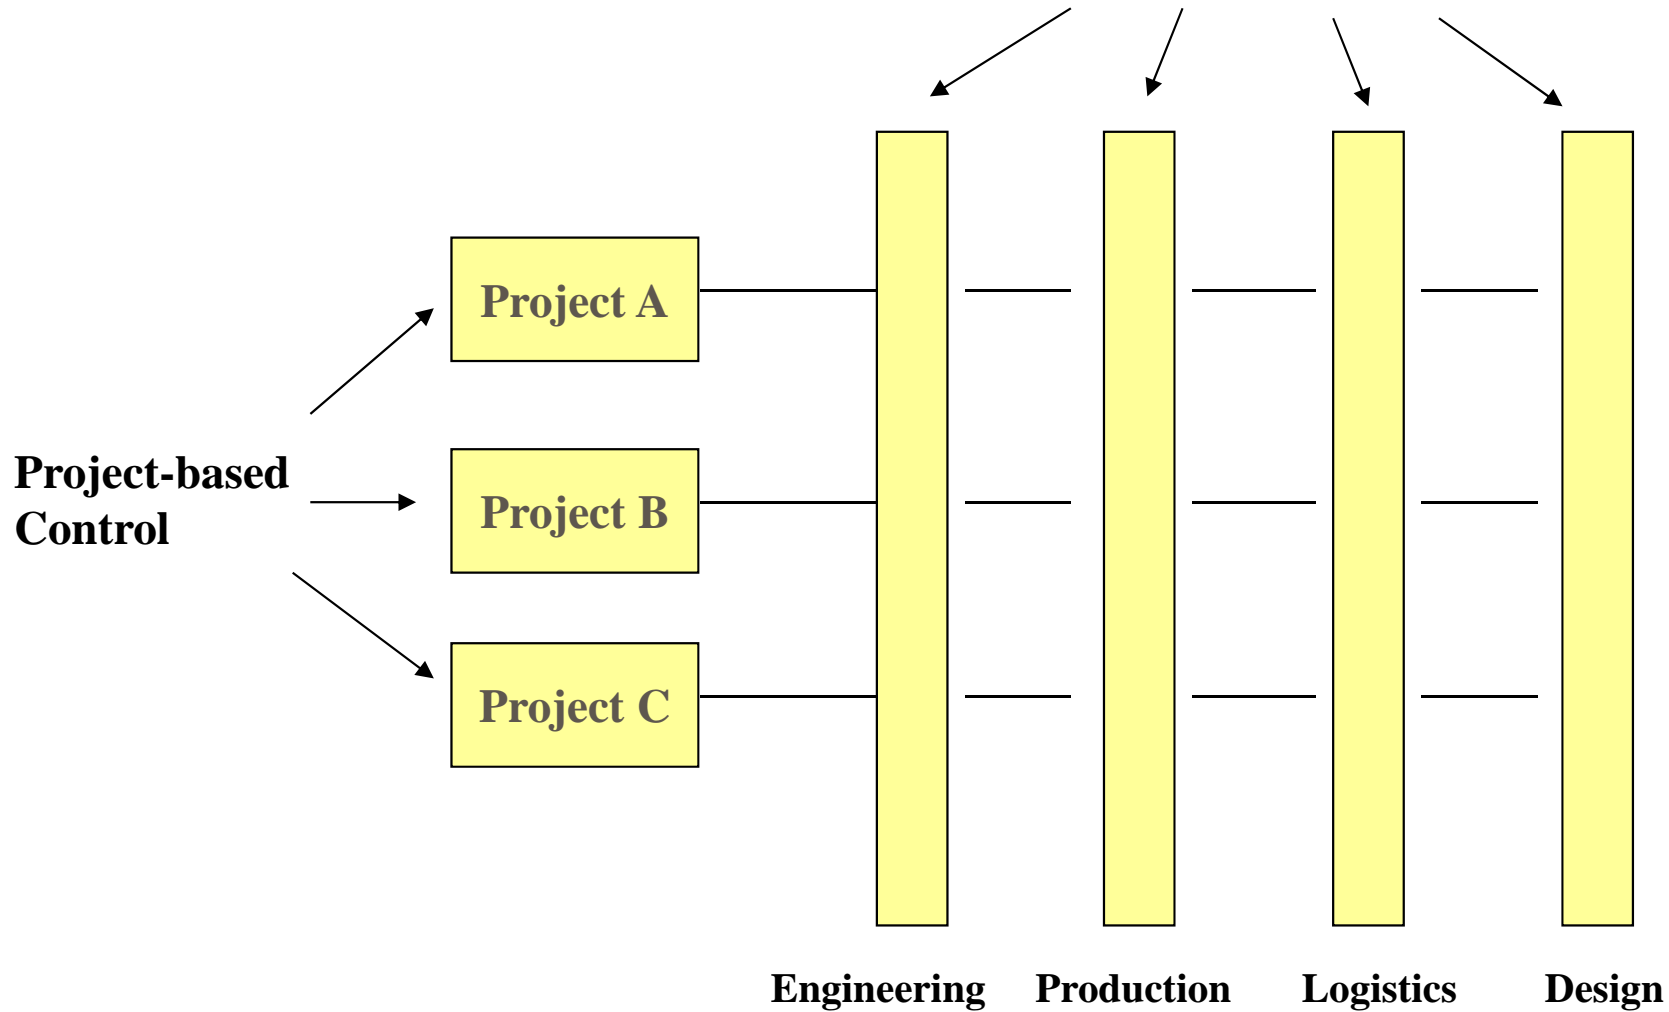 Project A
Project-based
Control
Project B
Project C
Engineering
Production
Logistics
Design